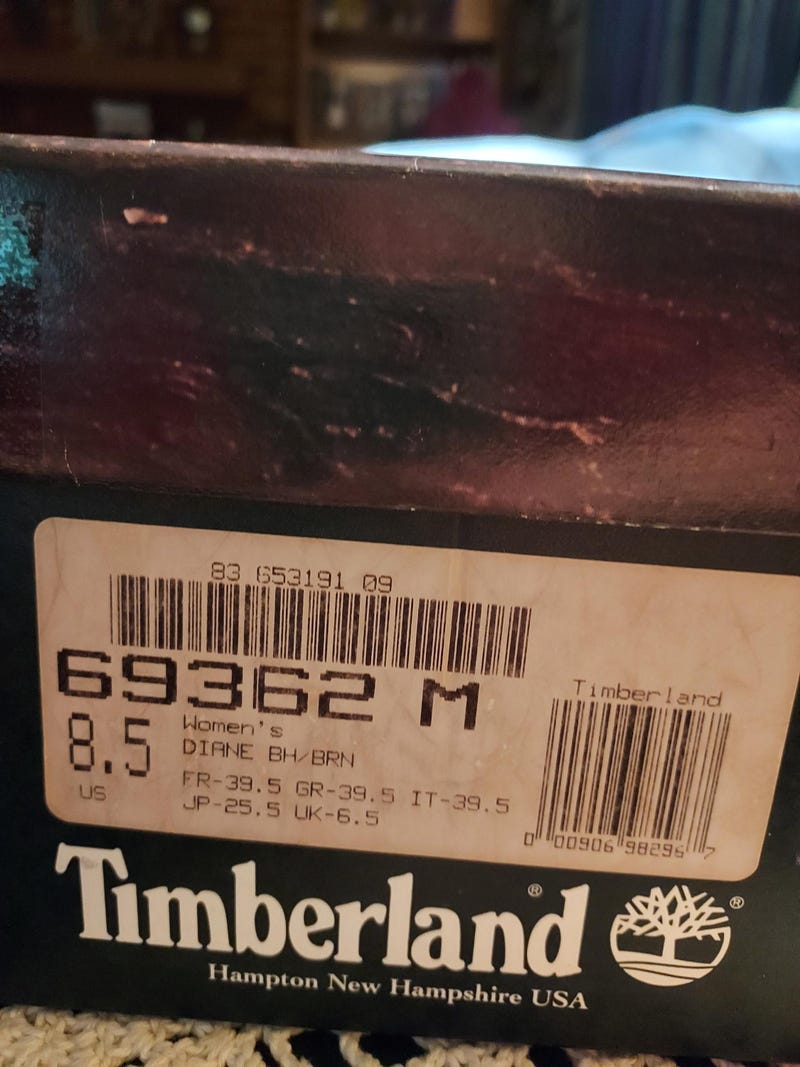 83 653191 09
69362 M
8.5
US
Women's
DIANE BH/BRN
FR-39.5 GR-39.5 IT-39.5
JP-25.5 UK-6.5
Timberland
0 00906 98296 7
Timberland®
®
Hampton New Hampshire USA